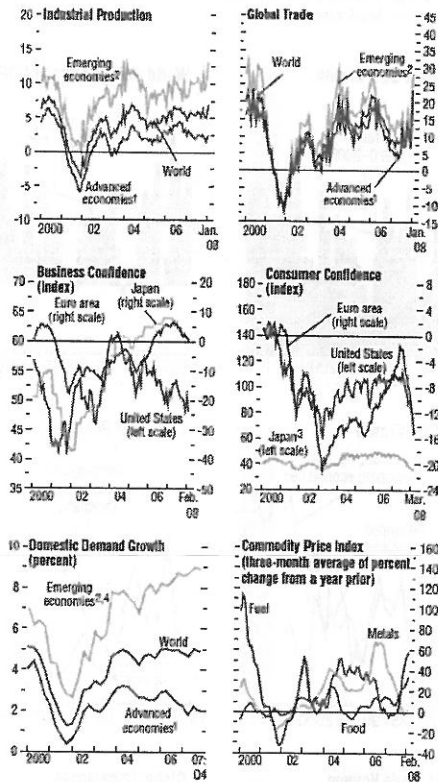 Industrial Production
20
15
10
5
0
-5
-10
Emerging
economies²
World
Advanced
economies¹
2000 02 04 06 Jan.
08
Global Trade
45
40
35
30
25
20
15
10
5
0
-5
-10
-15
World
Emerging
economies²
Advanced
economies¹
2000 02 04 06 Jan.
08
Business Confidence
(index)
70
65
60
55
50
45
40
35
20
10
0
-10
-20
-30
-40
-50
Euro area
(right scale)
Japan
(right scale)
United States
(left scale)
2000 02 04 06 Feb.
08
Consumer Confidence
(index)
180
160
140
120
100
80
60
40
20
8
4
0
-4
-8
-12
-16
-20
-24
Euro area
(right scale)
United States
(left scale)
Japan³
(left scale)
2000 02 04 06 Mar.
08
Domestic Demand Growth
(percent)
10
8
6
4
2
0
Emerging
economies²,⁴
World
Advanced
economies¹
2000 02 04 06 07:
04
Commodity Price Index
(three-month average of percent
change from a year prior)
160
140
120
100
80
60
40
20
0
-20
-40
Fuel
Metals
Food
2000 02 04 06 Feb.
08